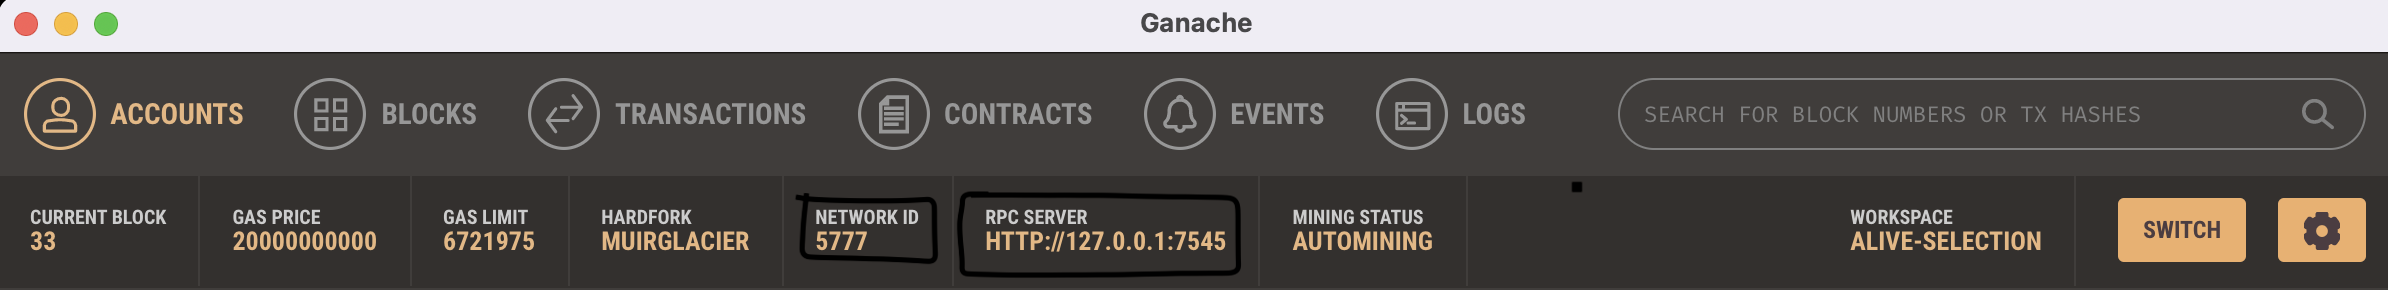 Ganache
ACCOUNTS
BLOCKS
TRANSACTIONS
CONTRACTS
EVENTS
LOGS
SEARCH FOR BLOCK NUMBERS OR TX HASHES
CURRENT BLOCK
33
GAS PRICE
20000000000
GAS LIMIT
6721975
HARDFORK
MUIRGLACIER
NETWORK ID
5777
RPC SERVER
HTTP://127.0.0.1:7545
MINING STATUS
AUTOMINING
WORKSPACE
ALIVE-SELECTION
SWITCH